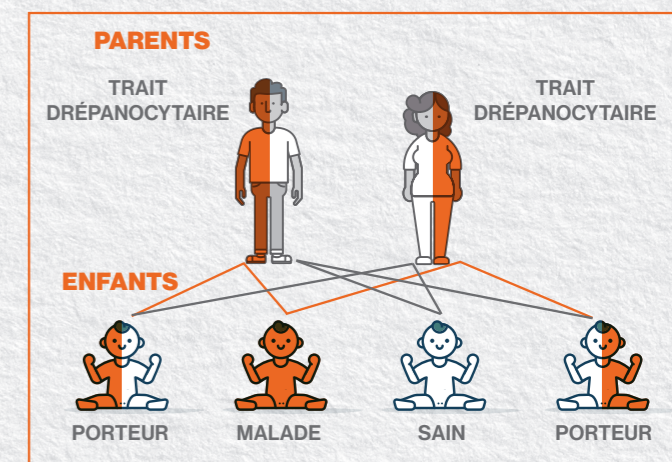 PARENTS
TRAIT
DRÉPANOCYTAIRE
TRAIT
DRÉPANOCYTAIRE
ENFANTS
PORTEUR
MALADE
SAIN
PORTEUR